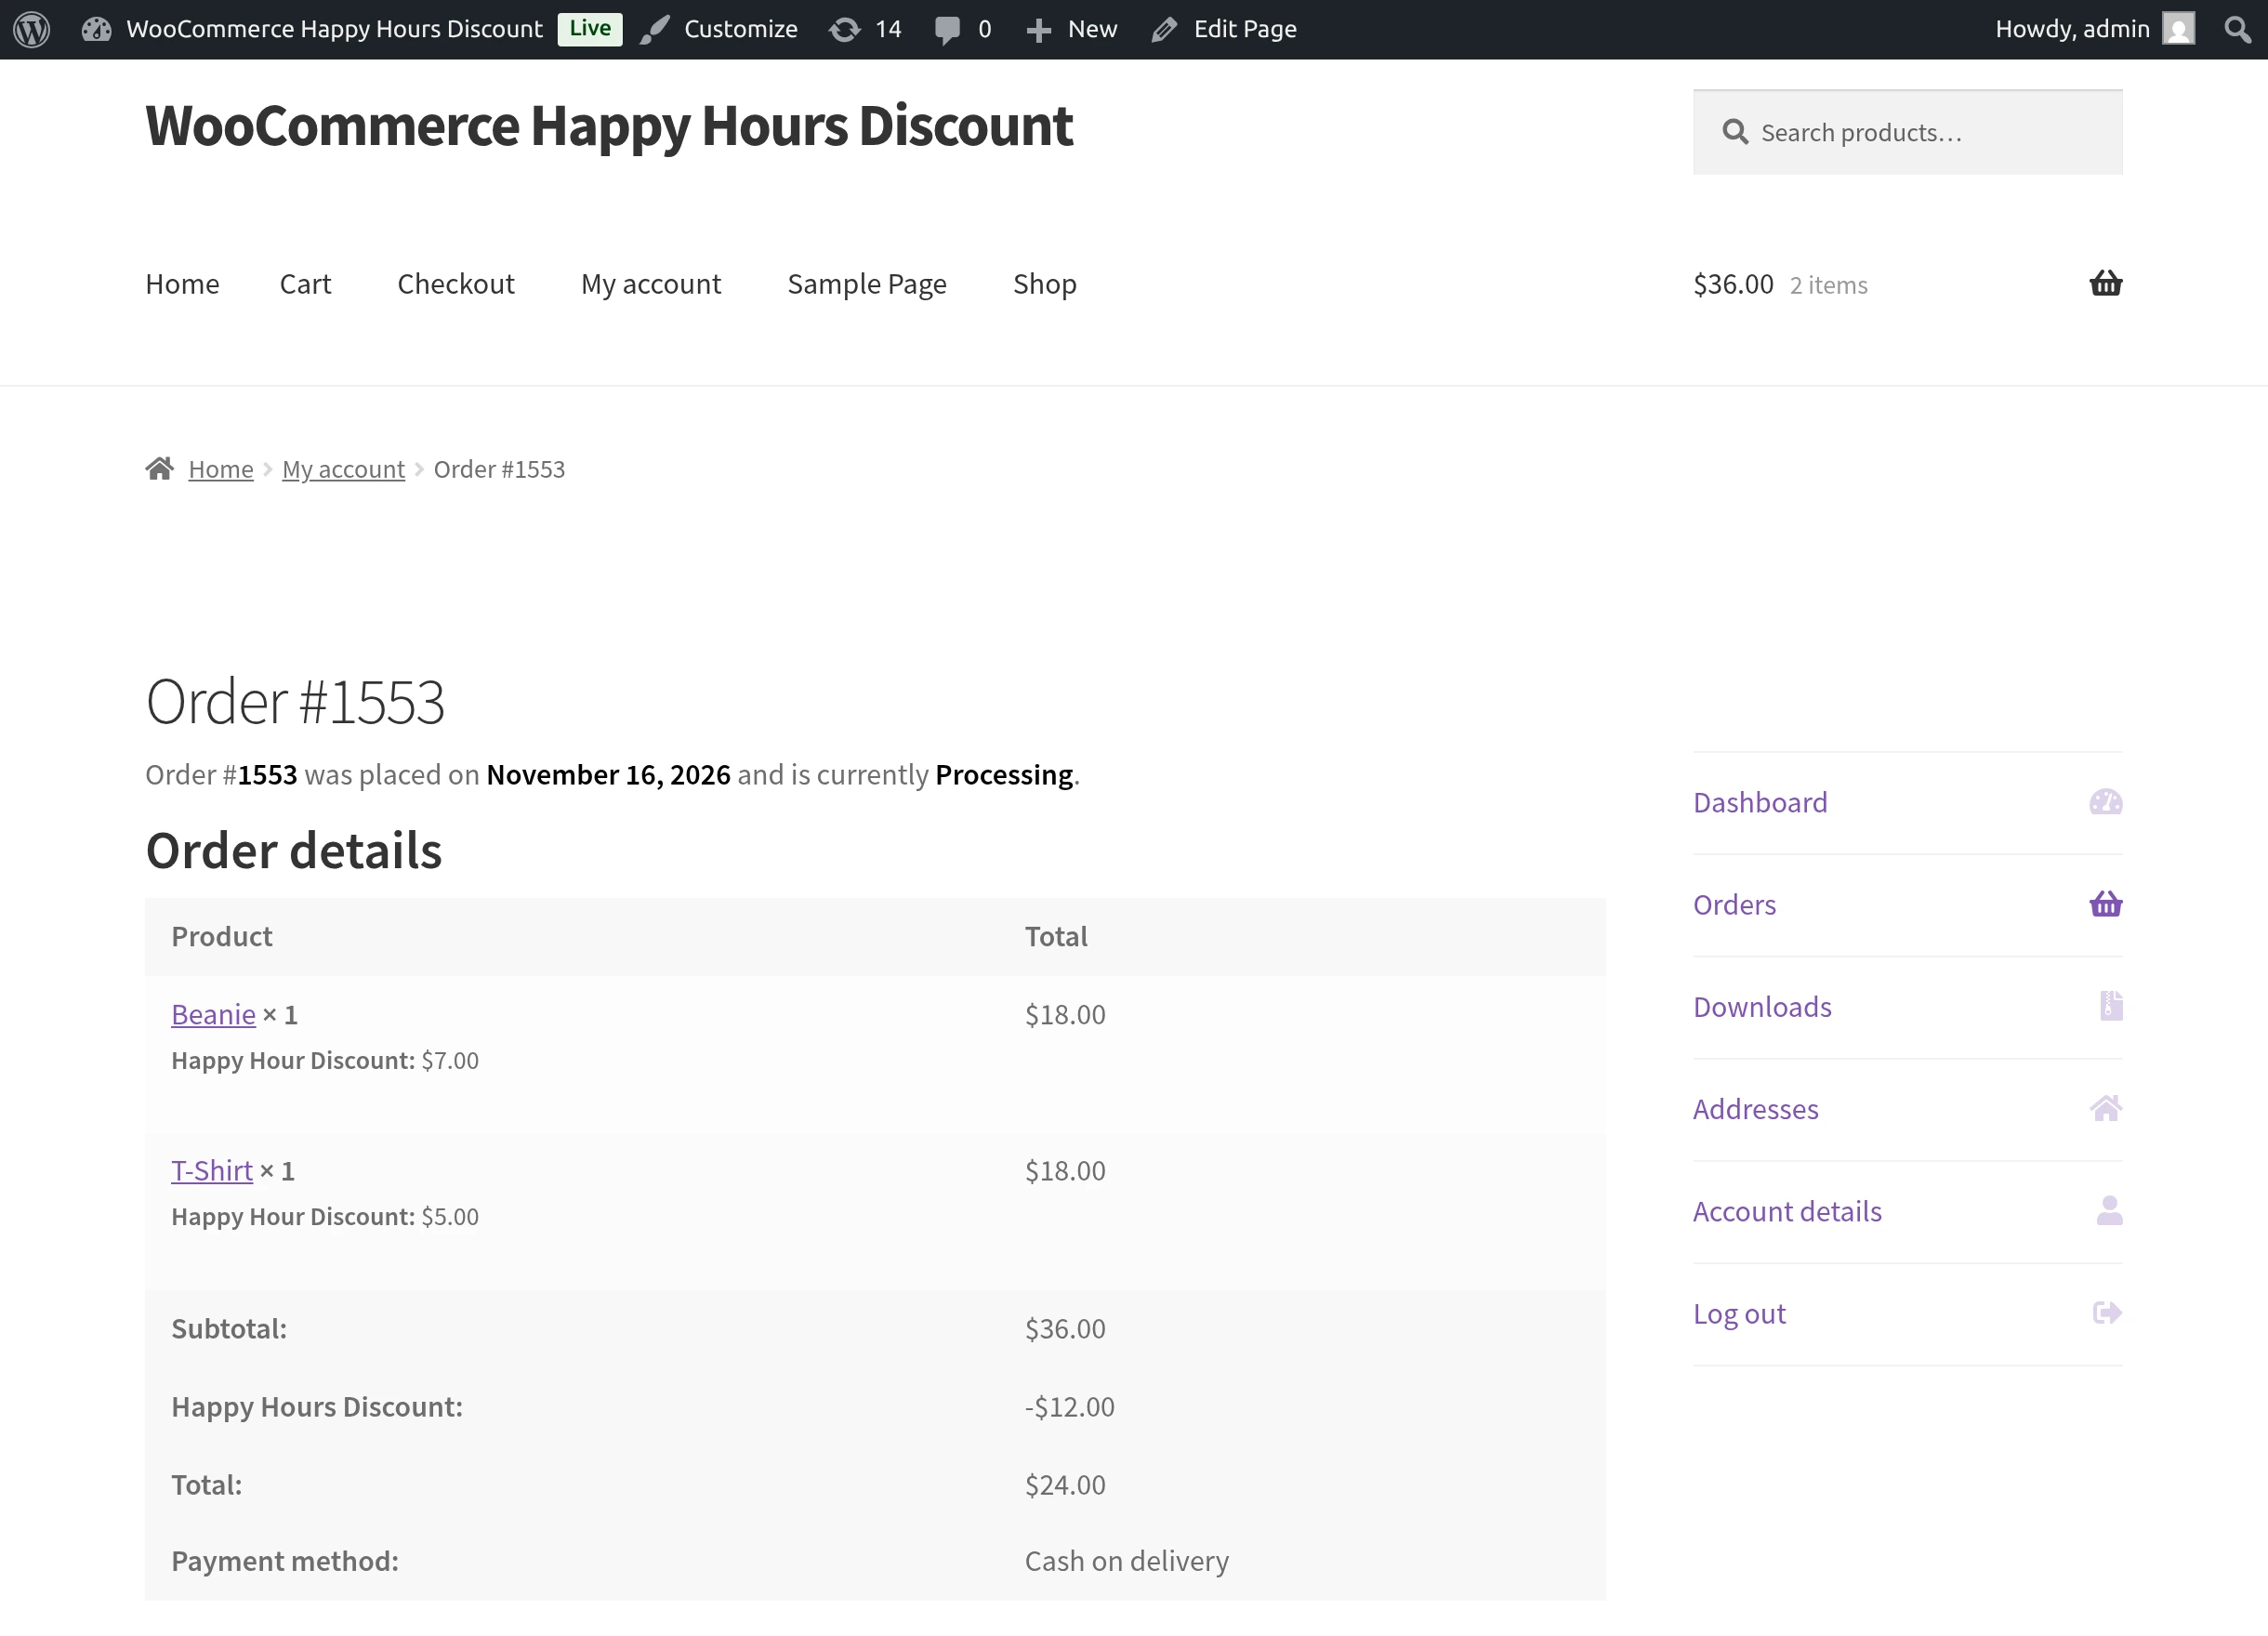 WooCommerce Happy Hours Discount Live Customize 14 0 New Edit Page Howdy, admin
WooCommerce Happy Hours Discount
Search products…
Home Cart Checkout My account Sample Page Shop $36.00 2 items
Home My account Order #1553
Order #1553
Order #1553 was placed on November 16, 2026 and is currently Processing.
Order details
Product Total
Beanie × 1 $18.00
Happy Hour Discount: $7.00
T-Shirt × 1 $18.00
Happy Hour Discount: $5.00
Subtotal: $36.00
Happy Hours Discount: -$12.00
Total: $24.00
Payment method: Cash on delivery
Dashboard
Orders
Downloads
Addresses
Account details
Log out